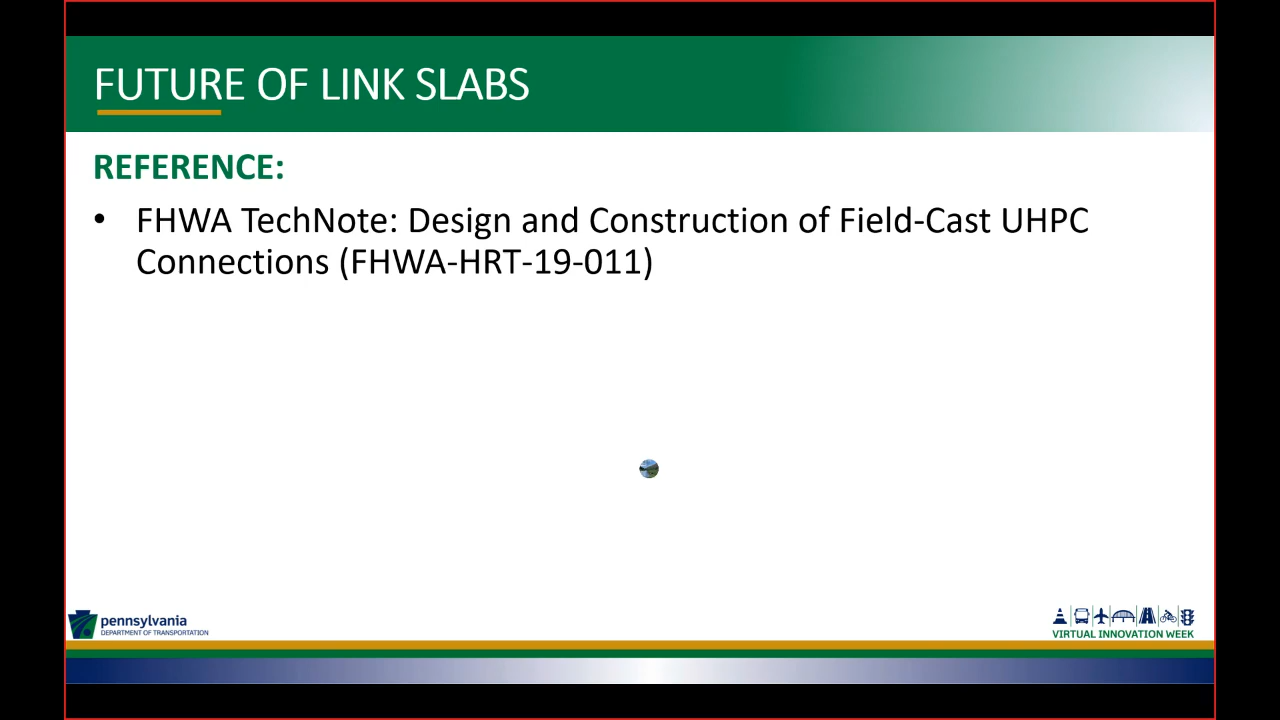 FUTURE OF LINK SLABS
REFERENCE:
• FHWA TechNote: Design and Construction of Field-Cast UHPC
Connections (FHWA-HRT-19-011)
pennsylvania
DEPARTMENT OF TRANSPORTATION
VIRTUAL INNOVATION WEEK